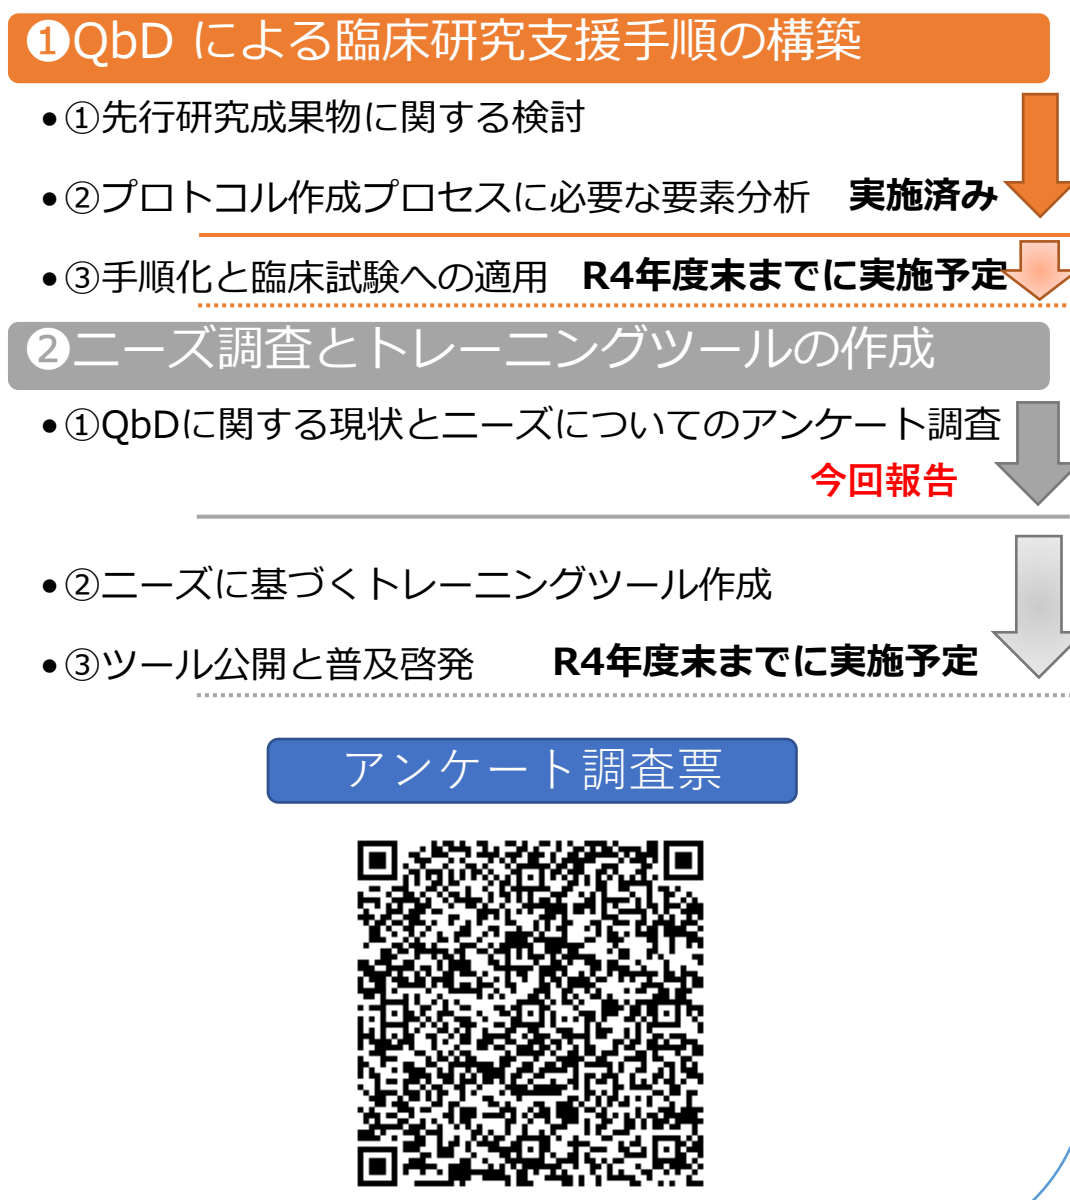 ❶QbD による臨床研究支援手順の構築
•①先行研究成果物に関する検討
•②プロトコル作成プロセスに必要な要素分析 実施済み
•③手順化と臨床試験への適用 R4年度末までに実施予定
❷ニーズ調査とトレーニングツールの作成
•①QbDに関する現状とニーズについてのアンケート調査
今回報告
•②ニーズに基づくトレーニングツール作成
•③ツール公開と普及啓発 R4年度末までに実施予定
アンケート調査票